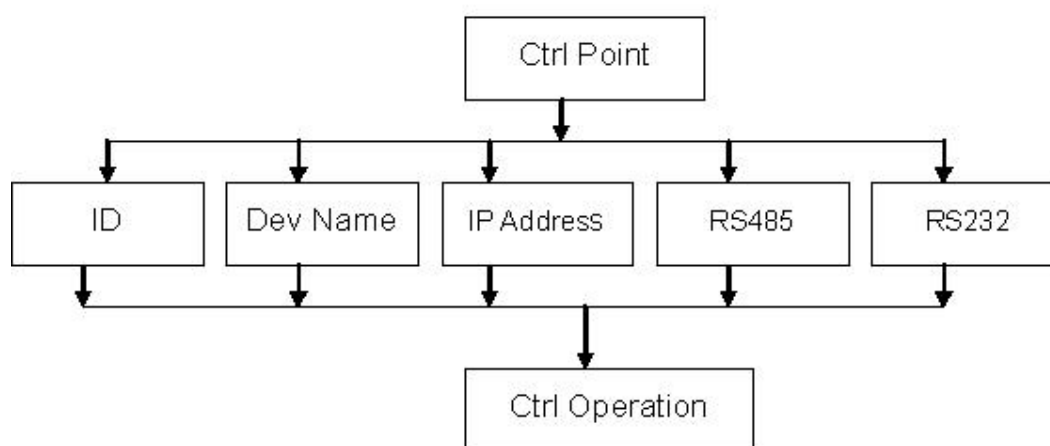 Ctrl Point
ID
Dev Name
IP Address
RS485
RS232
Ctrl Operation